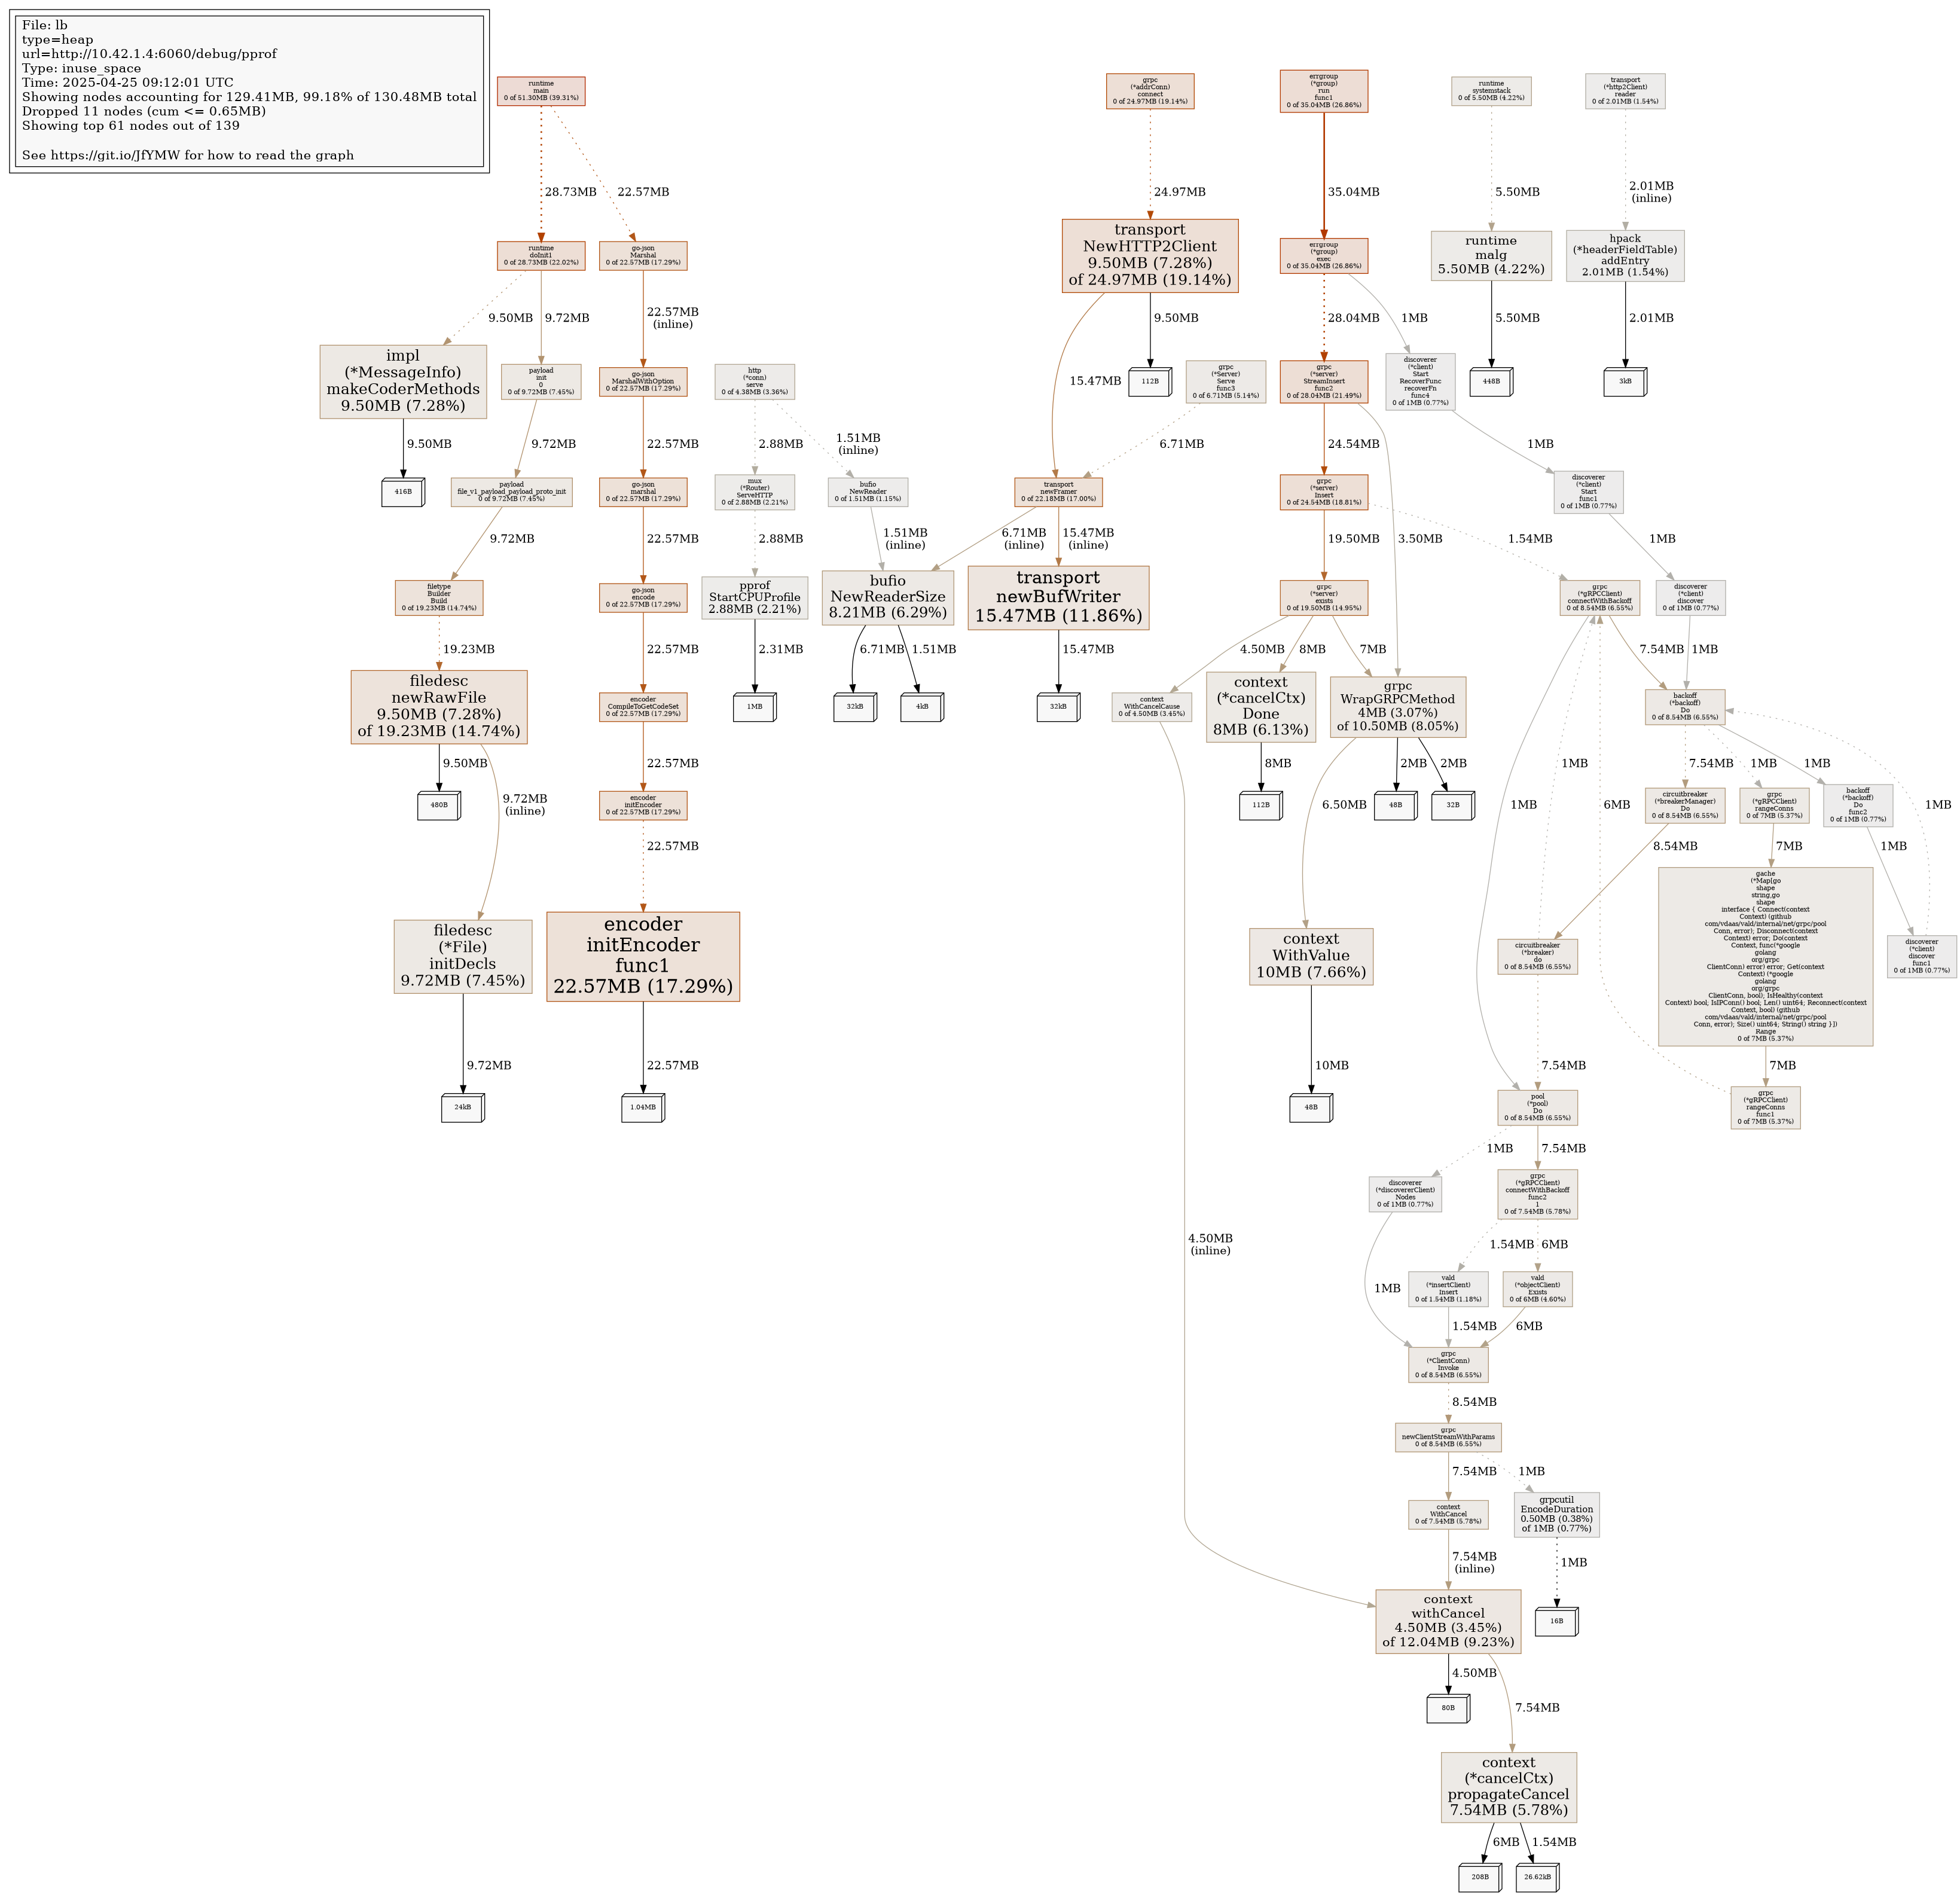 File: lb
type=heap
url=http://10.42.1.4:6060/debug/pprof
Type: inuse_space
Time: 2025-04-25 09:12:01 UTC
Showing nodes accounting for 129.41MB, 99.18% of 130.48MB total
Dropped 11 nodes (cum <= 0.65MB)
Showing top 61 nodes out of 139
See https://git.io/JfYMW for how to read the graph
runtime
main
0 of 51.30MB (39.31%)
grpc
(*addrConn)
connect
0 of 24.97MB (19.14%)
errgroup
(*group)
run
func1
0 of 35.04MB (26.86%)
runtime
systemstack
0 of 5.50MB (4.22%)
transport
(*http2Client)
reader
0 of 2.01MB (1.54%)
28.73MB
22.57MB
24.97MB
35.04MB
5.50MB
2.01MB
(inline)
runtime
doInit1
0 of 28.73MB (22.02%)
go-json
Marshal
0 of 22.57MB (17.29%)
transport
NewHTTP2Client
9.50MB (7.28%)
of 24.97MB (19.14%)
errgroup
(*group)
exec
0 of 35.04MB (26.86%)
runtime
malg
5.50MB (4.22%)
hpack
(*headerFieldTable)
addEntry
2.01MB (1.54%)
9.50MB
9.72MB
22.57MB
(inline)
15.47MB
9.50MB
28.04MB
1MB
5.50MB
2.01MB
impl
(*MessageInfo)
makeCoderMethods
9.50MB (7.28%)
payload
init
0
0 of 9.72MB (7.45%)
go-json
MarshalWithOption
0 of 22.57MB (17.29%)
http
(*conn)
serve
0 of 4.38MB (3.36%)
112B
grpc
(*Server)
Serve
func3
0 of 6.71MB (5.14%)
grpc
(*server)
StreamInsert
func2
0 of 28.04MB (21.49%)
discoverer
(*client)
Start
RecoverFunc
recoverFn
func4
0 of 1MB (0.77%)
448B
3kB
9.50MB
9.72MB
22.57MB
2.88MB
1.51MB
(inline)
6.71MB
24.54MB
3.50MB
1MB
416B
payload
file_v1_payload_payload_proto_init
0 of 9.72MB (7.45%)
go-json
marshal
0 of 22.57MB (17.29%)
mux
(*Router)
ServeHTTP
0 of 2.88MB (2.21%)
bufio
NewReader
0 of 1.51MB (1.15%)
transport
newFramer
0 of 22.18MB (17.00%)
grpc
(*server)
Insert
0 of 24.54MB (18.81%)
discoverer
(*client)
Start
func1
0 of 1MB (0.77%)
9.72MB
22.57MB
2.88MB
1.51MB
(inline)
6.71MB
(inline)
15.47MB
(inline)
19.50MB
1.54MB
1MB
filetype
Builder
Build
0 of 19.23MB (14.74%)
go-json
encode
0 of 22.57MB (17.29%)
pprof
StartCPUProfile
2.88MB (2.21%)
bufio
NewReaderSize
8.21MB (6.29%)
transport
newBufWriter
15.47MB (11.86%)
grpc
(*server)
exists
0 of 19.50MB (14.95%)
grpc
(*gRPCClient)
connectWithBackoff
0 of 8.54MB (6.55%)
discoverer
(*client)
discover
0 of 1MB (0.77%)
19.23MB
22.57MB
2.31MB
6.71MB
1.51MB
15.47MB
4.50MB
8MB
7MB
7.54MB
1MB
filedesc
newRawFile
9.50MB (7.28%)
of 19.23MB (14.74%)
encoder
CompileToGetCodeSet
0 of 22.57MB (17.29%)
1MB
32kB
4kB
32kB
context
WithCancelCause
0 of 4.50MB (3.45%)
context
(*cancelCtx)
Done
8MB (6.13%)
grpc
WrapGRPCMethod
4MB (3.07%)
of 10.50MB (8.05%)
backoff
(*backoff)
Do
0 of 8.54MB (6.55%)
9.50MB
9.72MB
(inline)
22.57MB
8MB
6.50MB
2MB
2MB
1MB
1MB
6MB
7.54MB
1MB
1MB
1MB
480B
encoder
initEncoder
0 of 22.57MB (17.29%)
112B
48B
32B
circuitbreaker
(*breakerManager)
Do
0 of 8.54MB (6.55%)
grpc
(*gRPCClient)
rangeConns
0 of 7MB (5.37%)
backoff
(*backoff)
Do
func2
0 of 1MB (0.77%)
22.57MB
8.54MB
7MB
1MB
filedesc
(*File)
initDecls
9.72MB (7.45%)
encoder
initEncoder
func1
22.57MB (17.29%)
context
WithValue
10MB (7.66%)
circuitbreaker
(*breaker)
do
0 of 8.54MB (6.55%)
gache
(*Map[go
shape
string,go
shape
interface { Connect(context
Context) (github
com/vdaas/vald/internal/net/grpc/pool
Conn, error); Disconnect(context
Context) error; Do(context
Context, func(*google
golang
org/grpc
ClientConn) error) error; Get(context
Context) (*google
golang
org/grpc
ClientConn, bool); IsHealthy(context
Context) bool; IsIPConn() bool; Len() uint64; Reconnect(context
Context, bool) (github
com/vdaas/vald/internal/net/grpc/pool
Conn, error); Size() uint64; String() string }])
Range
0 of 7MB (5.37%)
discoverer
(*client)
discover
func1
0 of 1MB (0.77%)
9.72MB
22.57MB
10MB
7.54MB
7MB
24kB
1.04MB
48B
pool
(*pool)
Do
0 of 8.54MB (6.55%)
grpc
(*gRPCClient)
rangeConns
func1
0 of 7MB (5.37%)
1MB
7.54MB
discoverer
(*discovererClient)
Nodes
0 of 1MB (0.77%)
grpc
(*gRPCClient)
connectWithBackoff
func2
1
0 of 7.54MB (5.78%)
4.50MB
(inline)
1MB
1.54MB
6MB
vald
(*insertClient)
Insert
0 of 1.54MB (1.18%)
vald
(*objectClient)
Exists
0 of 6MB (4.60%)
1.54MB
6MB
grpc
(*ClientConn)
Invoke
0 of 8.54MB (6.55%)
8.54MB
grpc
newClientStreamWithParams
0 of 8.54MB (6.55%)
7.54MB
1MB
context
WithCancel
0 of 7.54MB (5.78%)
grpcutil
EncodeDuration
0.50MB (0.38%)
of 1MB (0.77%)
7.54MB
(inline)
1MB
context
withCancel
4.50MB (3.45%)
of 12.04MB (9.23%)
16B
4.50MB
7.54MB
80B
context
(*cancelCtx)
propagateCancel
7.54MB (5.78%)
6MB
1.54MB
208B
26.62kB